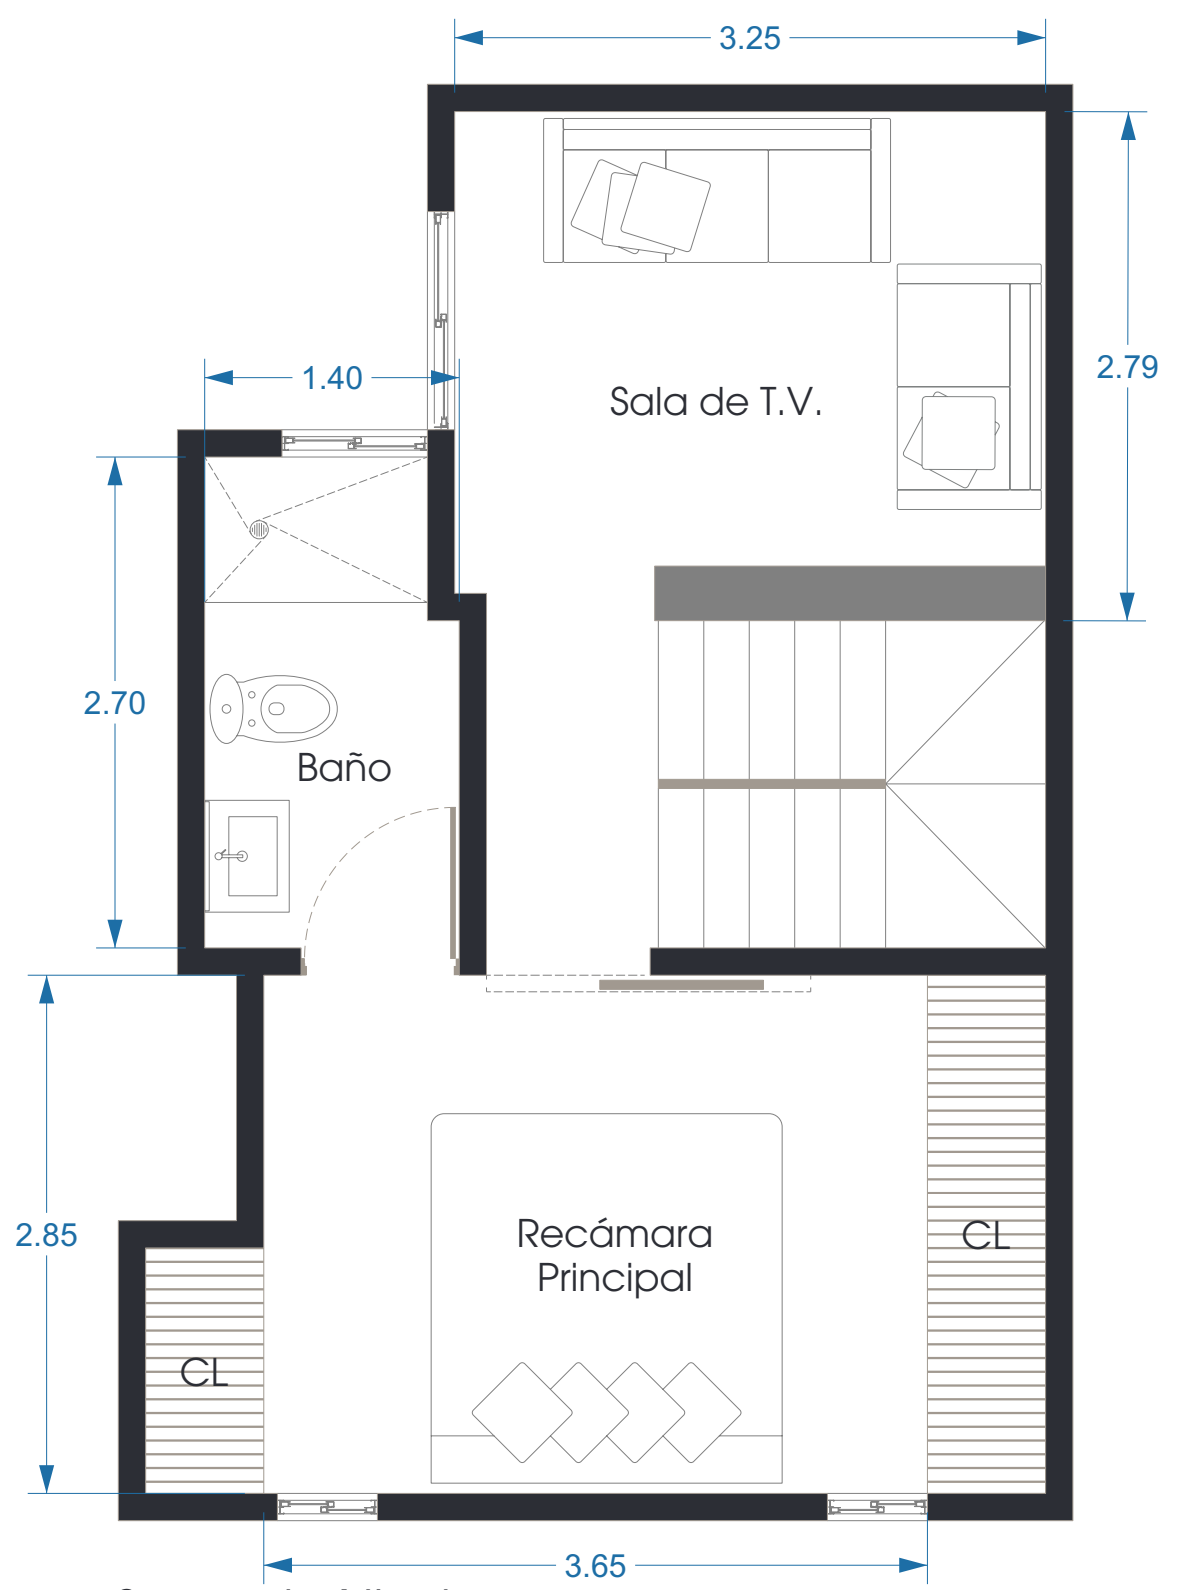 3.25
2.79
1.40
Sala de T.V.
2.70
Baño
2.85
Recámara
Principal
CL
CL
3.65